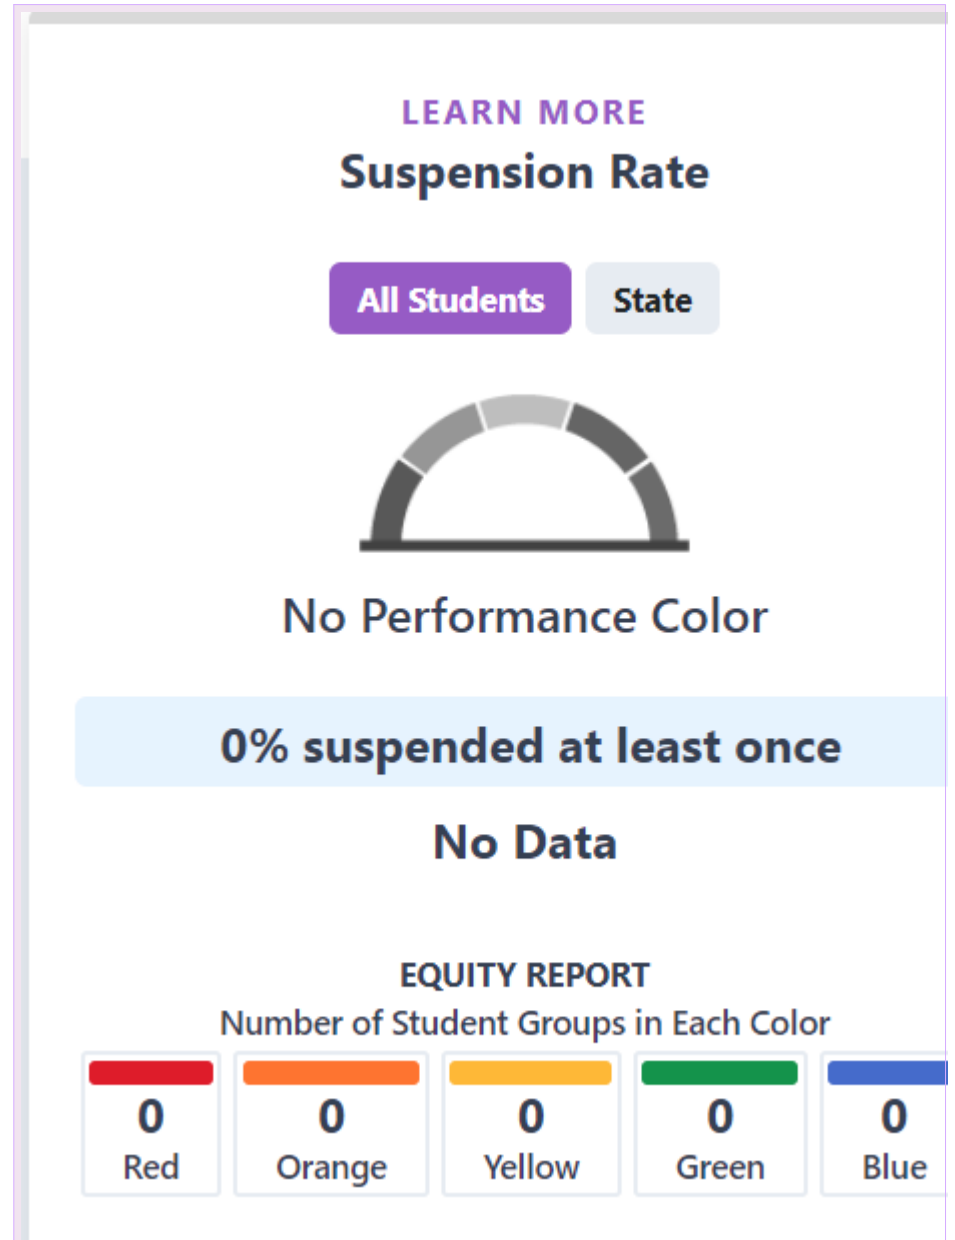 LEARN MORE
Suspension Rate
All Students State
No Performance Color
0% suspended at least once
No Data
EQUITY REPORT
Number of Student Groups in Each Color
0 0 0 0 0
Red Orange Yellow Green Blue